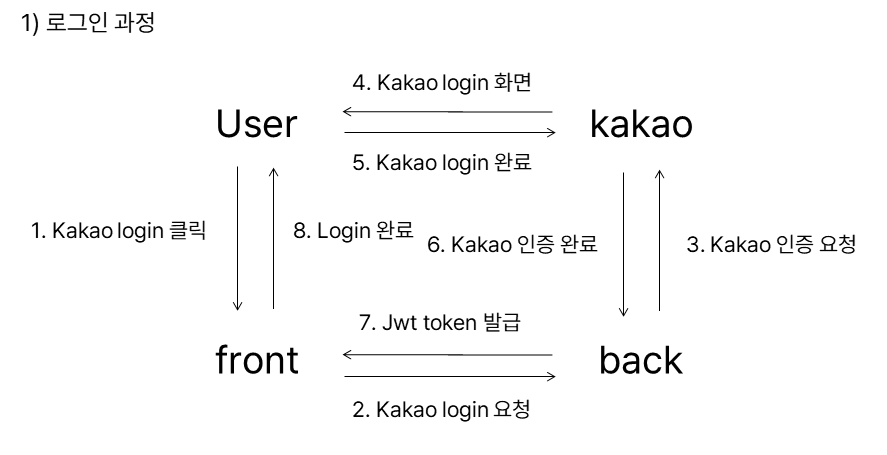 1) 로그인 과정
4. Kakao login 화면
User
kakao
5. Kakao login 완료
1. Kakao login 클릭
8. Login 완료
6. Kakao 인증 완료
3. Kakao 인증 요청
7. Jwt token 발급
front
back
2. Kakao login 요청